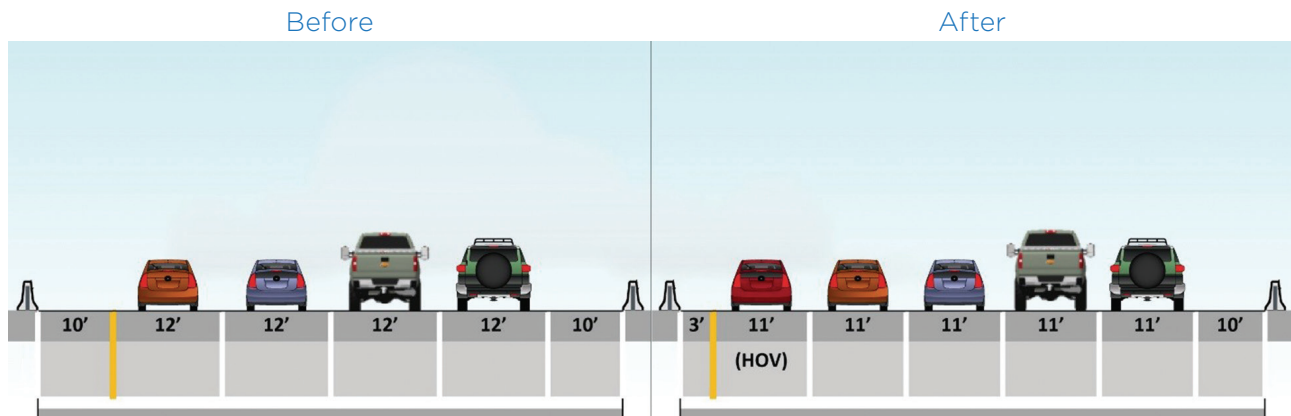 Before
After
10’ 12’ 12’ 12’ 12’ 10’
3’ 11’ 11’ 11’ 11’ 11’ 10’
(HOV)